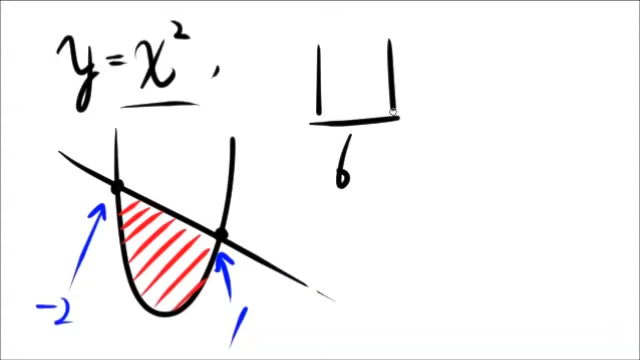 y = x²,
| |
6
-2
1